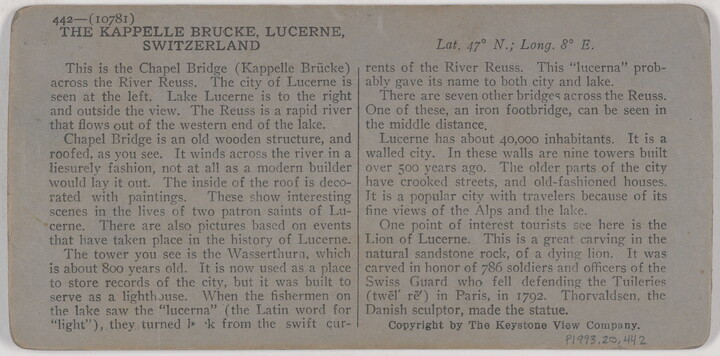 442—(10781)
THE KAPPELLE BRUCKE, LUCERNE,
SWITZERLAND
This is the Chapel Bridge (Kappelle Brücke)
across the River Reuss. The city of Lucerne is
seen at the left. Lake Lucerne is to the right
and outside the view. The Reuss is a rapid river
that flows out of the western end of the lake.
Chapel Bridge is an old wooden structure, and
roofed, as you see. It winds across the river in a
liesurely fashion, not at all as a modern builder
would lay it out. The inside of the roof is deco-
rated with paintings. These show interesting
scenes in the lives of two patron saints of Lu-
cerne. There are also pictures based on events
that have taken place in the history of Lucerne.
The tower you see is the Wasserthurn, which
is about 800 years old. It is now used as a place
to store records of the city, but it was built to
serve as a lighthouse. When the fishermen on
the lake saw the "lucerna" (the Latin word for
"light"), they turned from the swift cur-
Lat. 47° N.; Long. 8° E.
rents of the River Reuss. This "lucerna" prob-
ably gave its name to both city and lake.
There are seven other bridges across the Reuss.
One of these, an iron footbridge, can be seen in
the middle distance.
Lucerne has about 40,000 inhabitants. It is a
walled city. In these walls are nine towers built
over 500 years ago. The older parts of the city
have crooked streets, and old-fashioned houses.
It is a popular city with travelers because of its
fine views of the Alps and the lake.
One point of interest tourists see here is the
Lion of Lucerne. This is a great carving in the
natural sandstone rock, of a dying lion. It was
carved in honor of 786 soldiers and officers of the
Swiss Guard who fell defending the Tuileries
(twēl' rē') in Paris, in 1792. Thorvaldsen, the
Danish sculptor, made the statue.
Copyright by The Keystone View Company.
P1993.20.442